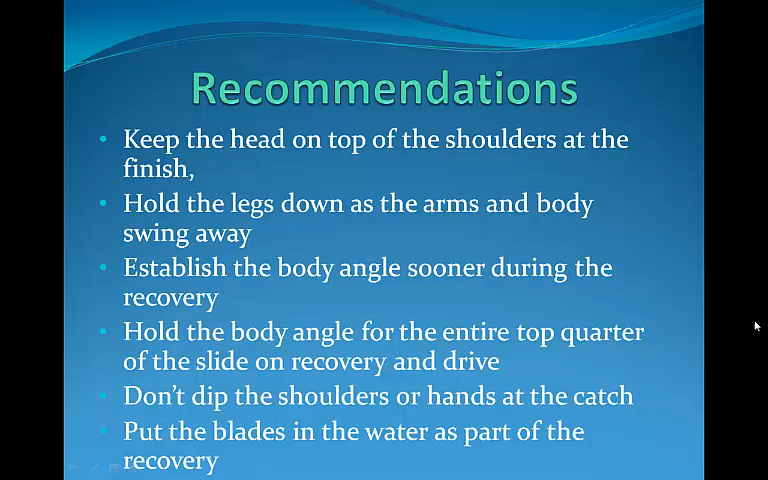 Recommendations
• Keep the head on top of the shoulders at the
finish,
• Hold the legs down as the arms and body
swing away
• Establish the body angle sooner during the
recovery
• Hold the body angle for the entire top quarter
of the slide on recovery and drive
• Don't dip the shoulders or hands at the catch
• Put the blades in the water as part of the
recovery